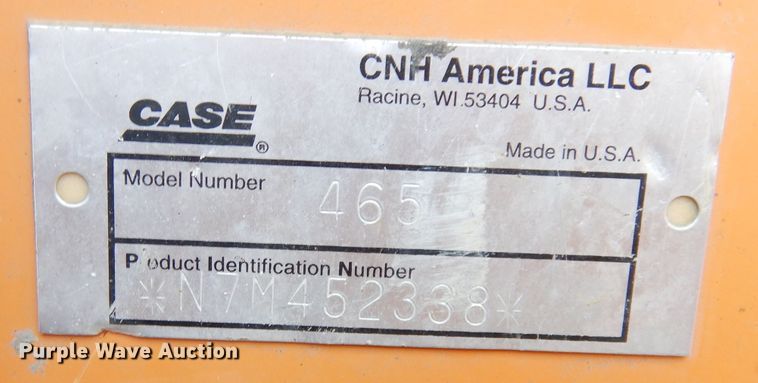 CNH America LLC
Racine, WI.53404 U.S.A.
CASE
®
Made in U.S.A.
Model Number
465
Product Identification Number
*N7M452338*
Purple Wave Auction